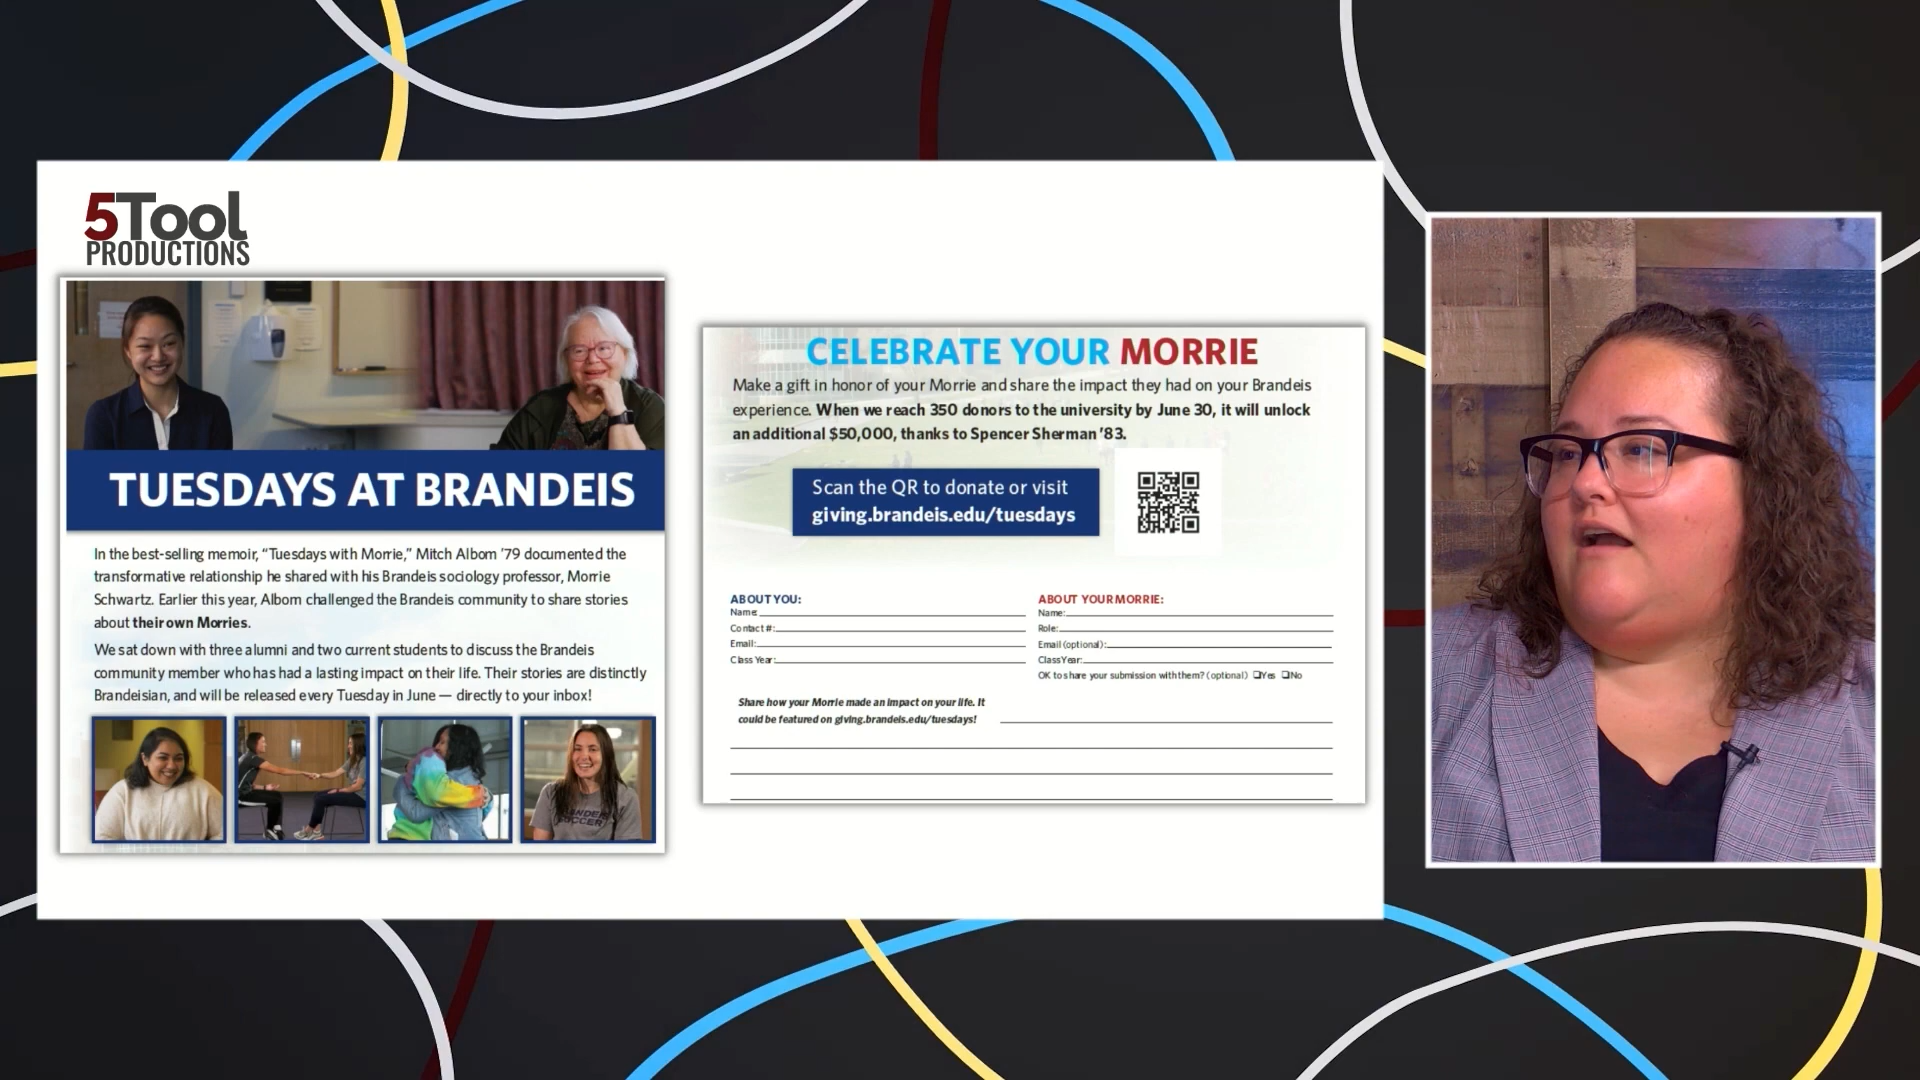 5Tool
PRODUCTIONS
TUESDAYS AT BRANDEIS
In the best-selling memoir, “Tuesdays with Morrie,” Mitch Albom ’79 documented the
transformative relationship he shared with his Brandeis sociology professor, Morrie
Schwartz. Earlier this year, Albom challenged the Brandeis community to share stories
about their own Morries.
We sat down with three alumni and two current students to discuss the Brandeis
community member who has had a lasting impact on their life. Their stories are distinctly
Brandeisian, and will be released every Tuesday in June — directly to your inbox!
CELEBRATE YOUR MORRIE
Make a gift in honor of your Morrie and share the impact they had on your Brandeis
experience. When we reach 350 donors to the university by June 30, it will unlock
an additional $50,000, thanks to Spencer Sherman ’83.
Scan the QR to donate or visit
giving.brandeis.edu/tuesdays
ABOUT YOU:
Name:
Contact #:
Email:
Class Year:
ABOUT YOUR MORRIE:
Name:
Role:
Email (optional):
Class Year:
OK to share your submission with them? (optional) ❏Yes ❏No
Share how your Morrie made an impact on your life. It
could be featured on giving.brandeis.edu/tuesdays!